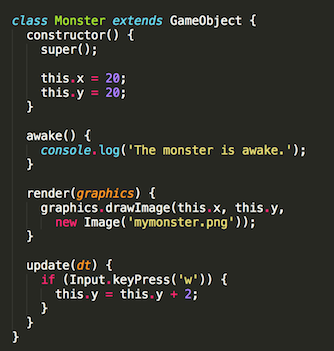 class Monster extends GameObject {
  constructor() {
    super();

    this.x = 20;
    this.y = 20;
  }

  awake() {
    console.log('The monster is awake.');
  }

  render(graphics) {
    graphics.drawImage(this.x, this.y,
      new Image('mymonster.png'));
  }

  update(dt) {
    if (Input.keyPress('w')) {
      this.y = this.y + 2;
    }
  }
}